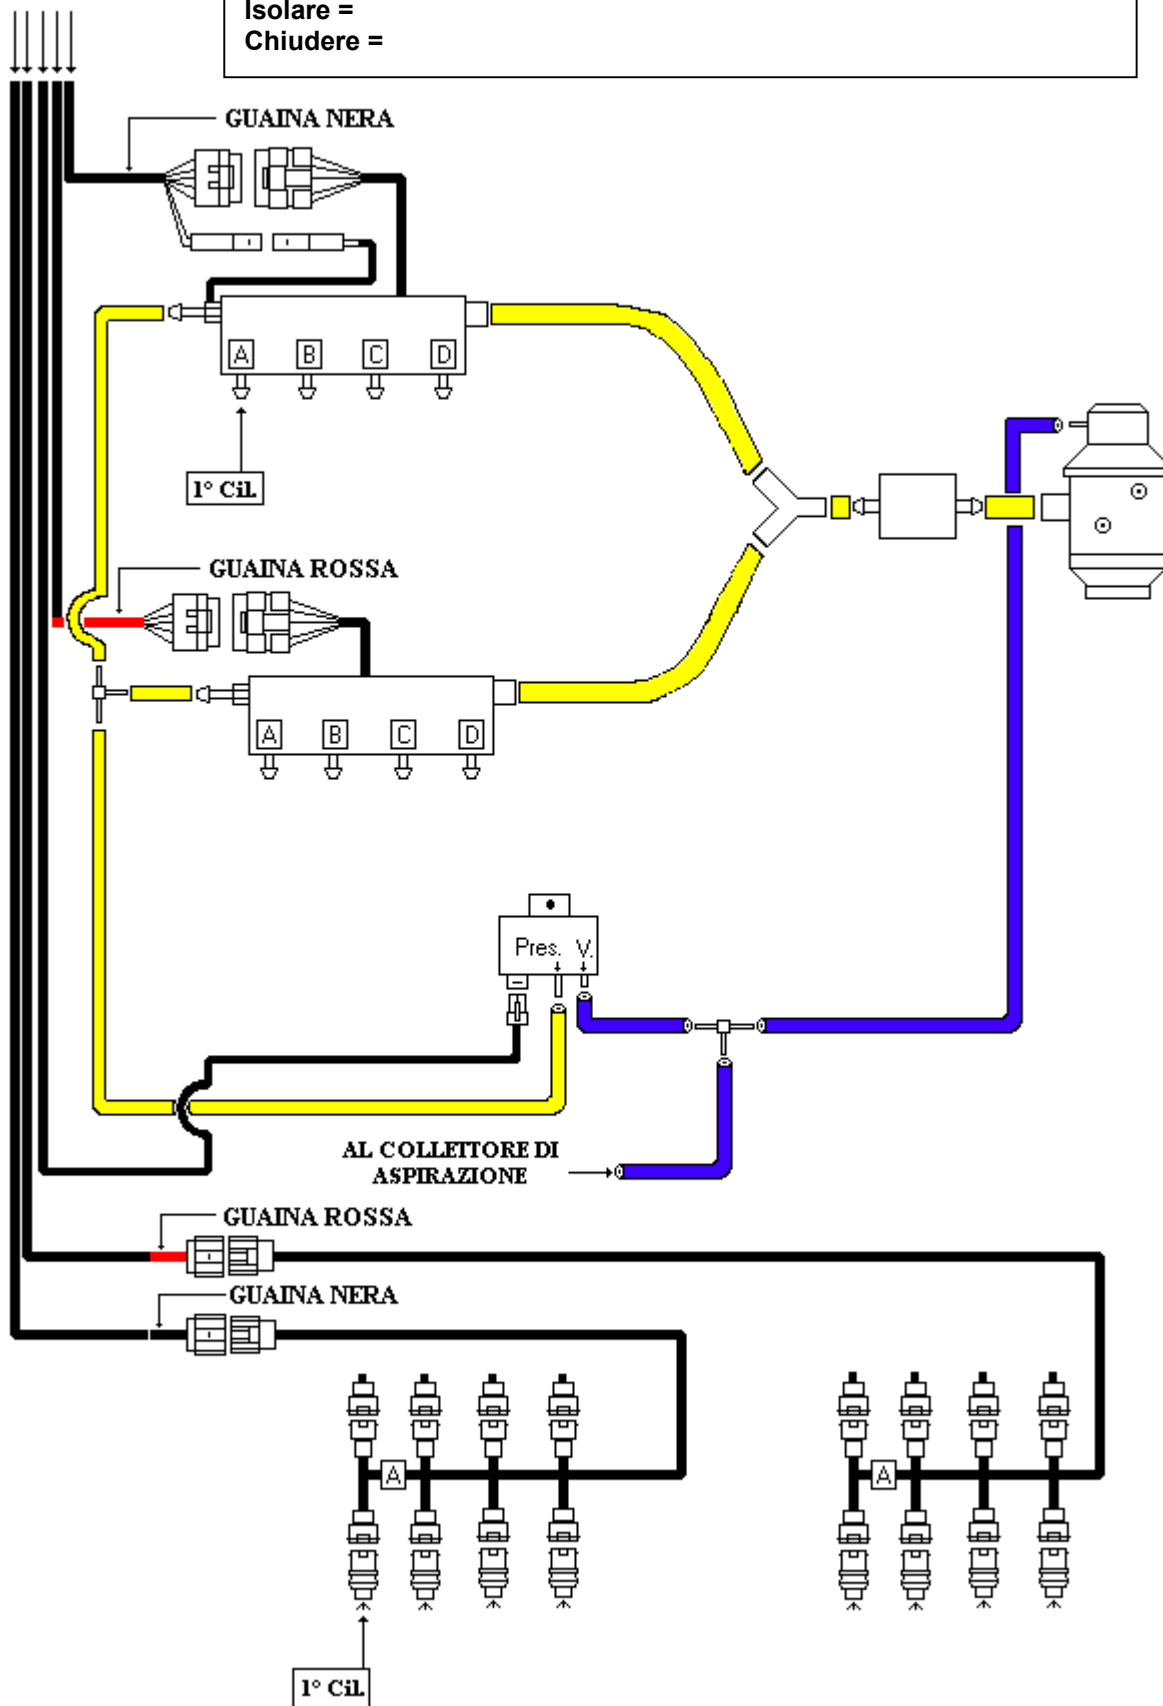 Isolare =
Chiudere =
GUAINA NERA
A B C D
1° Cil.
GUAINA ROSSA
A B C D
Pres. V.
AL COLLETTORE DI
ASPIRAZIONE
GUAINA ROSSA
GUAINA NERA
A
A
1° Cil.